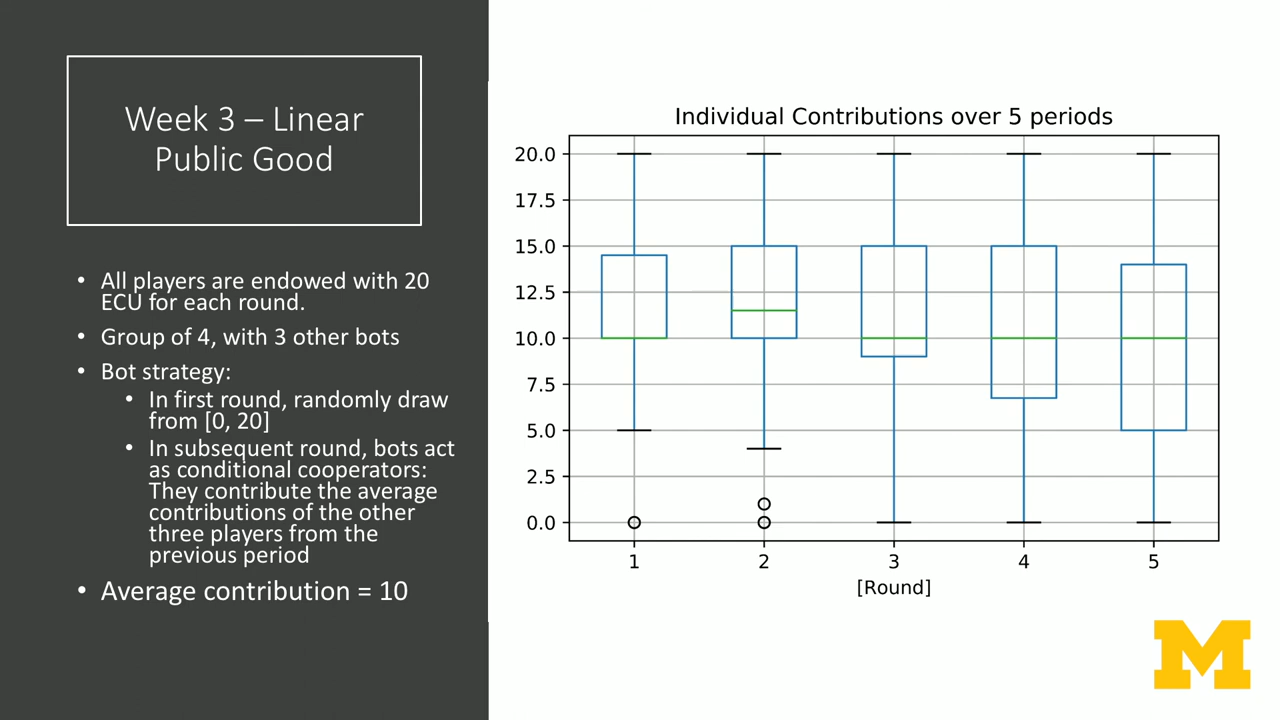 Week 3 – Linear
Public Good
• All players are endowed with 20
ECU for each round.
• Group of 4, with 3 other bots
• Bot strategy:
• In first round, randomly draw
from [0, 20]
• In subsequent round, bots act
as conditional cooperators:
They contribute the average
contributions of the other
three players from the
previous period
• Average contribution = 10
Individual Contributions over 5 periods
20.0
17.5
15.0
12.5
10.0
7.5
5.0
2.5
0.0
1 2 3 4 5
[Round]
M